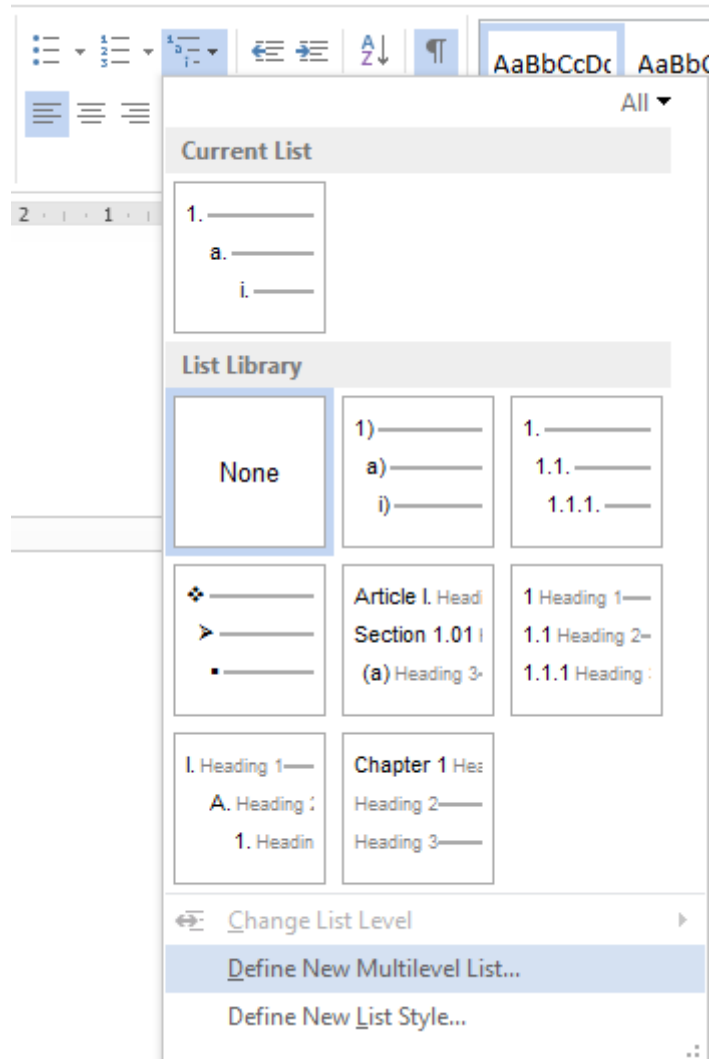 AaBbCcDc AaBbC
All
Current List
2 1
1.
a.
i.
List Library
None
1)
a)
i)
1.
1.1.
1.1.1.
Article I. Headi
Section 1.01 H
(a) Heading 3-
1 Heading 1
1.1 Heading 2
1.1.1 Heading
I. Heading 1
A. Heading 2
1. Headin
Chapter 1 Hea
Heading 2
Heading 3
Change List Level
Define New Multilevel List...
Define New List Style...